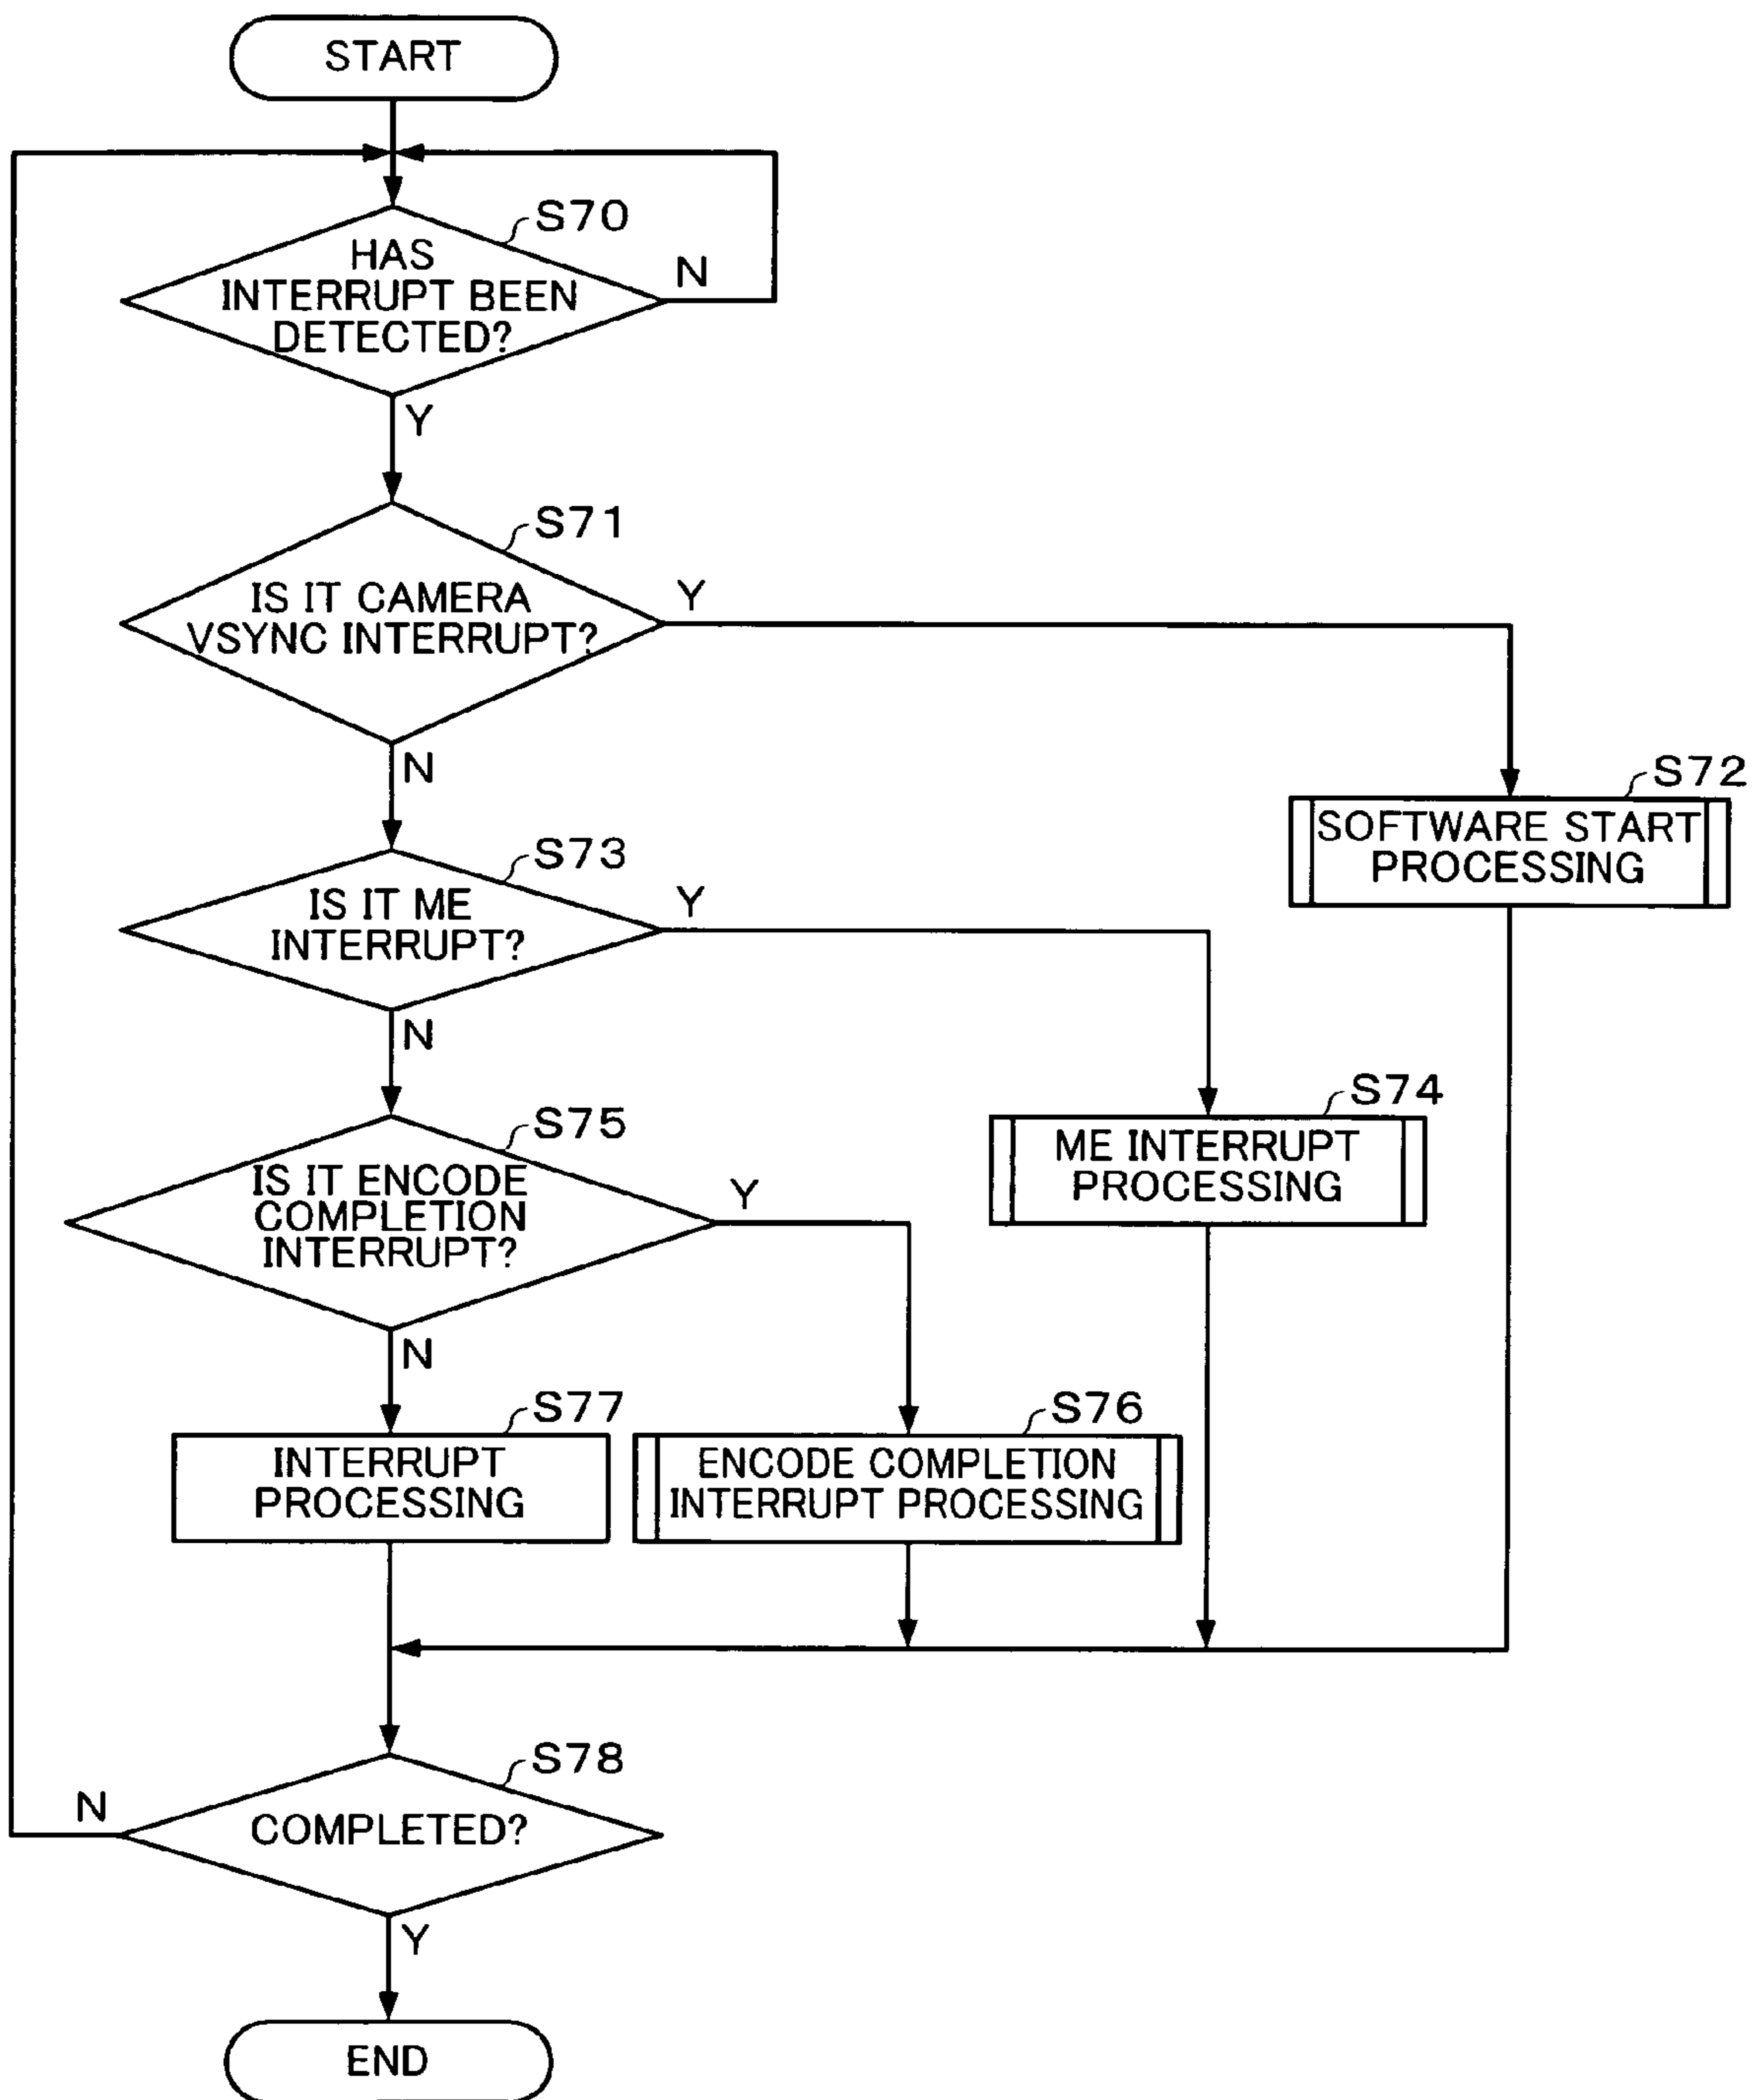 START
S70
HAS
INTERRUPT BEEN
DETECTED?
N
Y
S71
IS IT CAMERA
VSYNC INTERRUPT?
Y
N
S72
SOFTWARE START
PROCESSING
S73
IS IT ME
INTERRUPT?
Y
N
S74
ME INTERRUPT
PROCESSING
S75
IS IT ENCODE
COMPLETION
INTERRUPT?
Y
N
S77
INTERRUPT
PROCESSING
S76
ENCODE COMPLETION
INTERRUPT PROCESSING
S78
COMPLETED?
N
Y
END